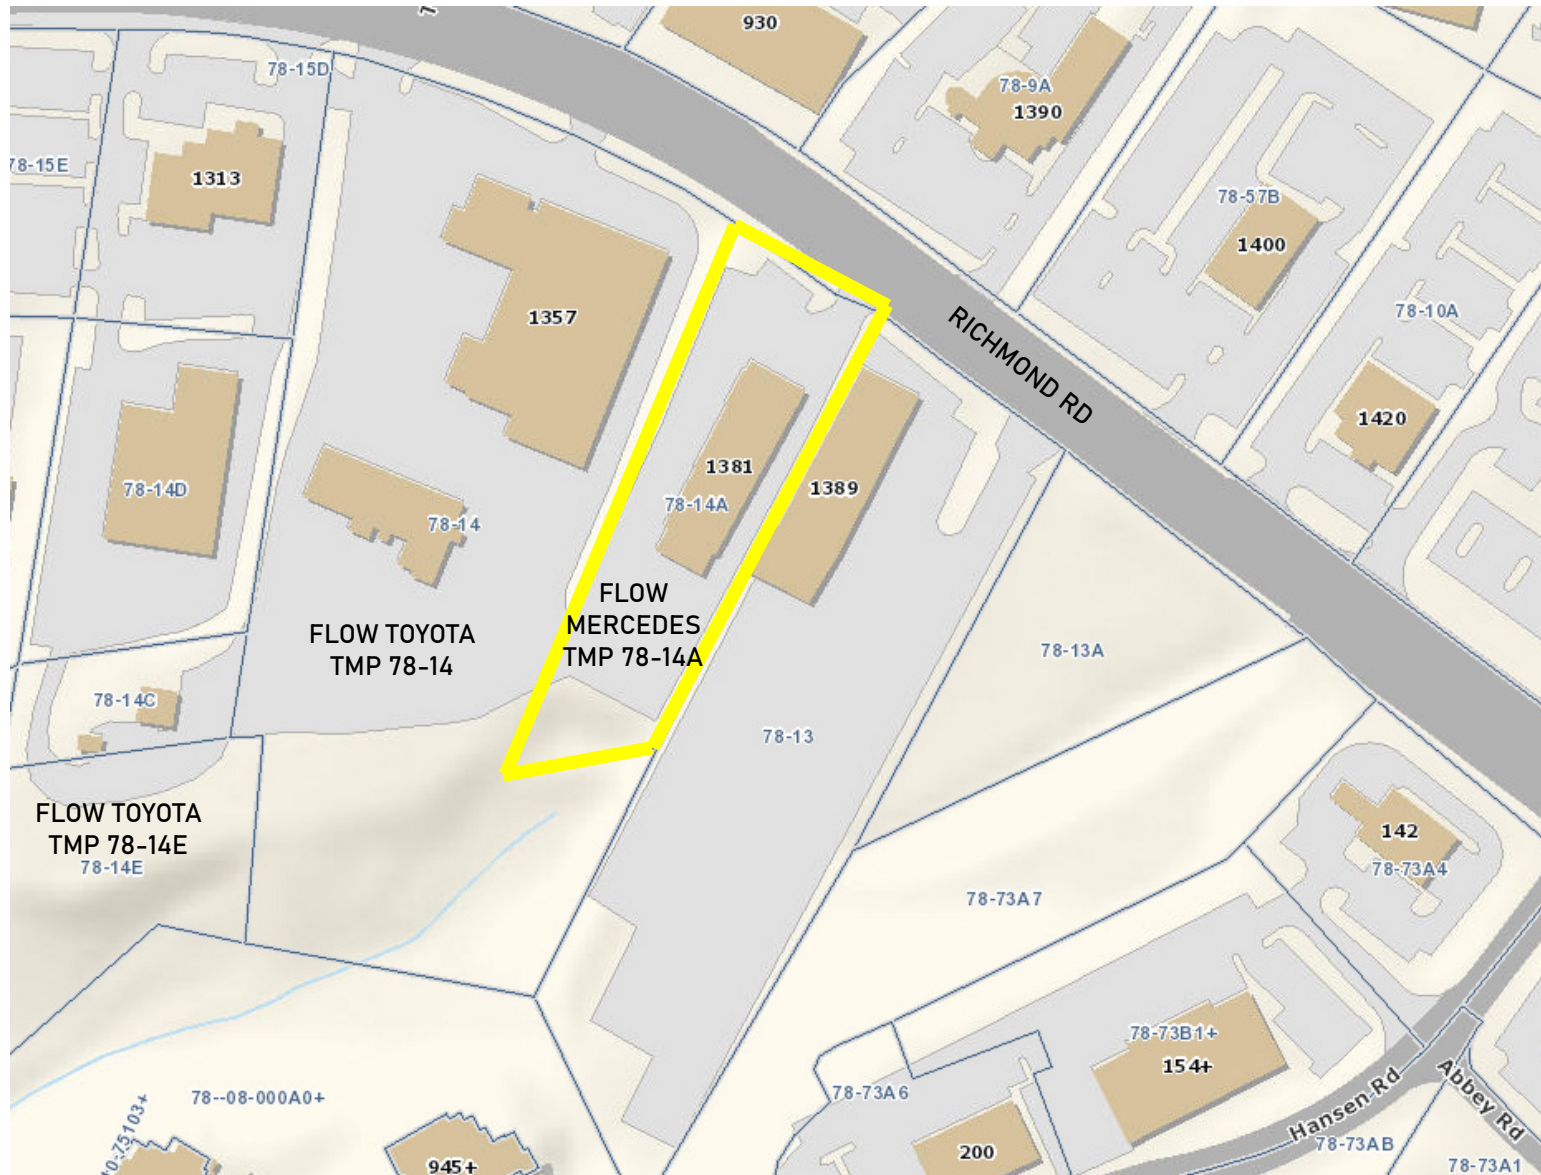 930
78-15D
78-9A
1390
78-15E
1313
78-57B
1400
1357
78-10A
RICHMOND RD
1420
1381
78-14A
1389
78-14D
78-14
FLOW
MERCEDES
TMP 78-14A
FLOW TOYOTA
TMP 78-14
78-13A
78-14C
78-13
FLOW TOYOTA
TMP 78-14E
78-14E
142
78-73A4
78-73A7
78-73B1+
154+
78-73A6
78--08-000A0+
Hansen Rd
Abbey Rd
78-73AB
78-73A1
200
945+